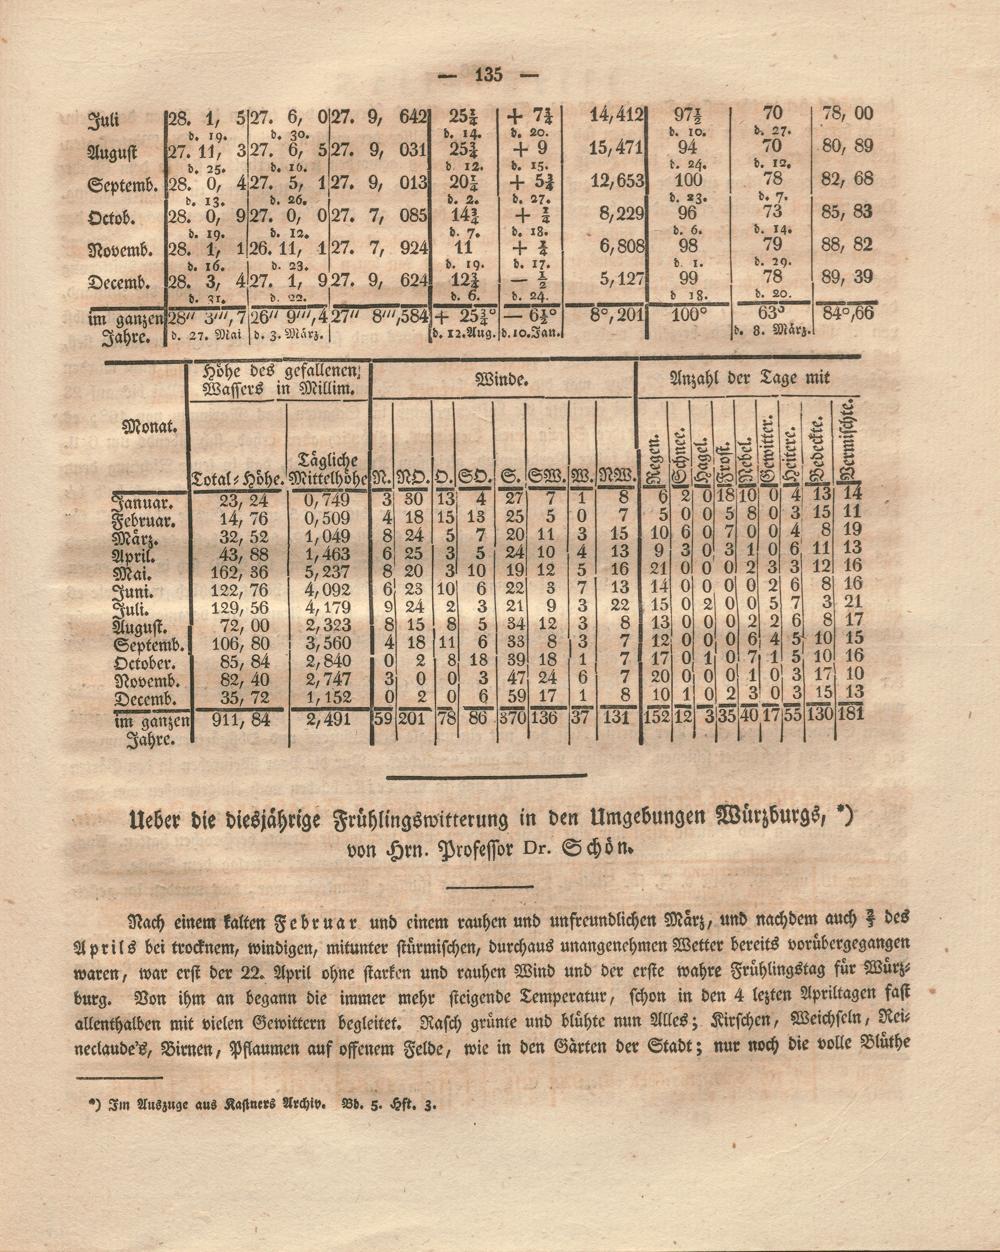 — 135 —
Juli 28. 1, 5 27. 6, 0 27. 9, 642 25¾ + 7¾ 14,412 97½ 70 78, 00
d. 19. d. 30. d. 14. d. 20. d. 10. d. 27.
August 27. 11, 3 27. 6, 5 27. 9, 031 25¾ + 9 15,471 94 70 80, 89
d. 25. d. 16. d. 12. d. 15. d. 24. d. 12.
Septemb. 28. 0, 4 27. 5, 1 27. 9, 013 20¼ + 5¾ 12,653 100 78 82, 68
d. 13. d. 26. d. 2. d. 27. d. 23. d. 7.
Octob. 28. 0, 9 27. 0, 0 27. 7, 085 14¾ + ¾ 8,229 96 73 85, 83
d. 19. d. 12. d. 7. d. 18. d. 6. d. 14.
Novemb. 28. 1, 1 26. 11, 1 27. 7, 924 11 + ¾ 6,808 98 79 88, 82
d. 16. d. 23. d. 19. d. 17. d. 1. d. 29.
Decemb. 28. 3, 4 27. 1, 9 27. 9, 624 12¾ — ½ 5,127 99 78 89, 39
d. 31. d. 22. d. 6. d. 24. d 18. d. 20.
im ganzen 28'' 3''',7 26'' 9''',4 27'' 8''',584 + 25¾° — 6½° 8°,201 100° 63° 84°,66
Jahre. d. 27. Mai d. 3. März. d. 12. Aug. d. 10. Jan. d. 8. März.
Höhe des gefallenen Wassers in Millim. Winde. Anzahl der Tage mit
Monat. Total-Höhe. Tägliche Mittelhöhe N. NO. O. SO. S. SW. W. NW. Regen. Schnee. Hagel. Frost. Nebel. Gewitter. Heitere. Bedeckte. Vermischte.
Januar. 23, 24 0,749 3 30 13 4 27 7 1 8 6 2 0 18 10 0 4 13 14
Februar. 14, 76 0,509 4 18 15 13 25 5 0 7 5 0 0 5 8 0 3 15 11
März. 32, 52 1,049 8 24 5 7 20 11 3 15 10 6 0 7 0 0 4 8 19
April. 43, 88 1,463 6 25 3 5 24 10 4 13 9 3 0 3 1 0 6 11 13
Mai. 162, 36 5,237 8 20 3 10 19 12 5 16 21 0 0 0 2 3 3 12 16
Juni. 122, 76 4,092 6 23 10 6 22 3 7 13 14 0 0 0 0 2 6 8 16
Juli. 129, 56 4,179 9 24 2 3 21 9 3 22 15 0 2 0 0 5 7 3 21
August. 72, 00 2,323 8 15 8 5 34 12 3 8 13 0 0 0 2 2 6 8 17
Septemb. 106, 80 3,560 4 18 11 6 33 8 3 7 12 0 0 0 6 4 5 10 15
October. 85, 84 2,840 0 2 8 18 39 18 1 7 17 0 1 0 7 1 5 10 16
Novemb. 82, 40 2,747 3 0 0 3 47 24 6 7 20 0 0 0 1 0 3 17 10
Decemb. 35, 72 1,152 0 2 0 6 59 17 1 8 10 1 0 2 3 0 3 15 13
im ganzen 911, 84 2,491 59 201 78 86 370 136 37 131 152 12 3 35 40 17 55 130 181
Jahre.
Ueber die diesjährige Frühlingswitterung in den Umgebungen Würzburgs, *)
von Hrn. Professor Dr. Schön.
Nach einem kalten Februar und einem rauhen und unfreundlichen März, und nachdem auch ⅔ des
Aprils bei trocknem, windigen, mitunter stürmischen, durchaus unangenehmen Wetter bereits vorübergegangen
waren, war erst der 22. April ohne starken und rauhen Wind und der erste wahre Frühlingstag für Würz-
burg. Von ihm an begann die immer mehr steigende Temperatur, schon in den 4 lezten Apriltagen fast
allenthalben mit vielen Gewittern begleitet. Rasch grünte und blühte nun Alles; Kirschen, Weichseln, Rei-
neclaude's, Birnen, Pflaumen auf offenem Felde, wie in den Gärten der Stadt; nur noch die volle Blüthe
*) Im Auszuge aus Kastners Archiv. Bd. 5. Hft. 3.